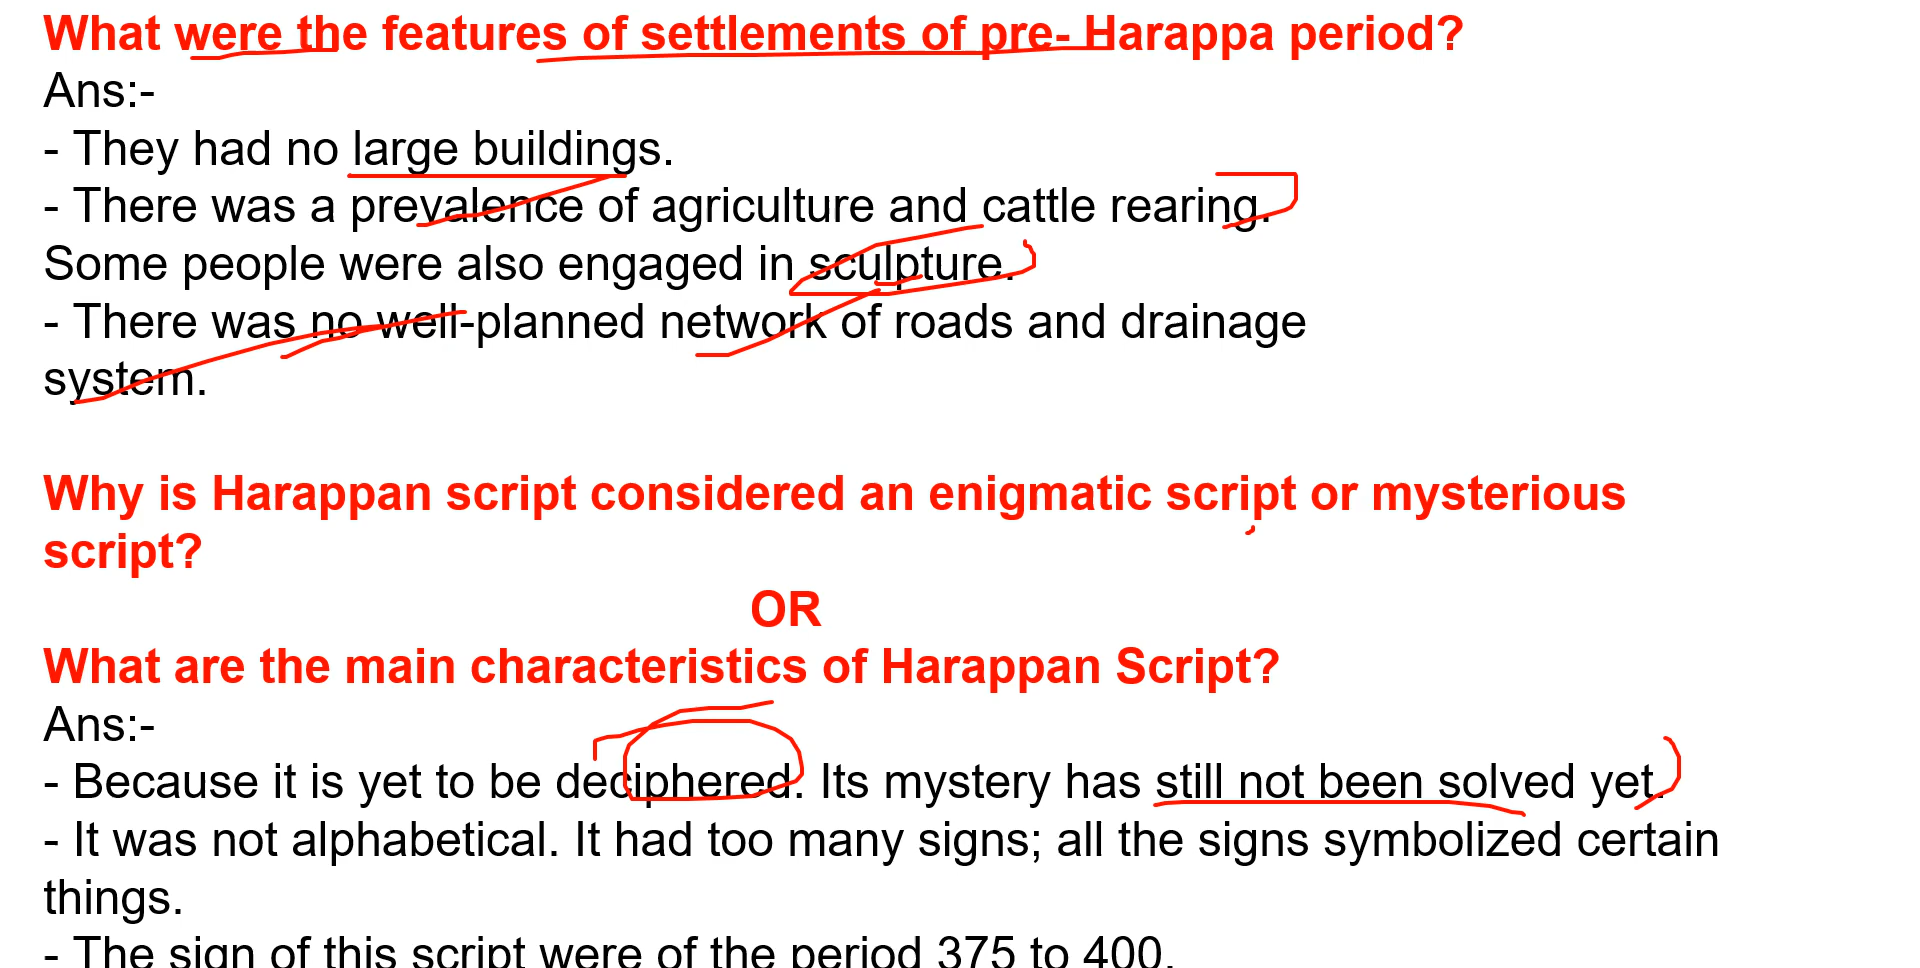 What were the features of settlements of pre- Harappa period?
Ans:-
- They had no large buildings.
- There was a prevalence of agriculture and cattle rearing.
Some people were also engaged in sculpture.
- There was no well-planned network of roads and drainage
system.
Why is Harappan script considered an enigmatic script or mysterious
script?
OR
What are the main characteristics of Harappan Script?
Ans:-
- Because it is yet to be deciphered. Its mystery has still not been solved yet.
- It was not alphabetical. It had too many signs; all the signs symbolized certain
things.
- The sign of this script were of the period 375 to 400.